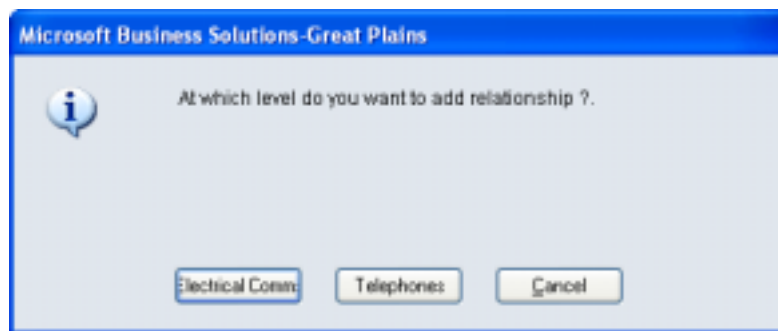 Microsoft Business Solutions-Great Plains
At which level do you want to add relationship ?.
Electrical Comm
Telephones
Cancel